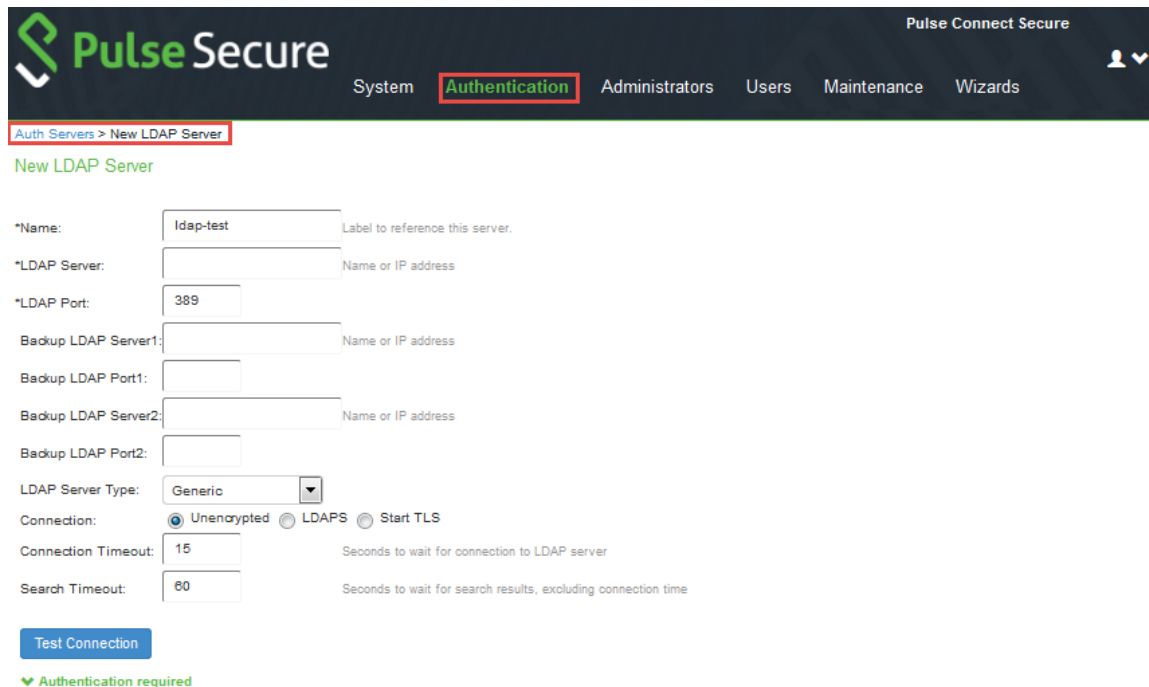 Pulse Secure
Pulse Connect Secure
System Authentication Administrators Users Maintenance Wizards
Auth Servers > New LDAP Server
New LDAP Server
*Name: ldap-test Label to reference this server.
*LDAP Server: Name or IP address
*LDAP Port: 389
Backup LDAP Server1: Name or IP address
Backup LDAP Port1:
Backup LDAP Server2: Name or IP address
Backup LDAP Port2:
LDAP Server Type: Generic
Connection: Unencrypted LDAPS Start TLS
Connection Timeout: 15 Seconds to wait for connection to LDAP server
Search Timeout: 60 Seconds to wait for search results, excluding connection time
Test Connection
Authentication required